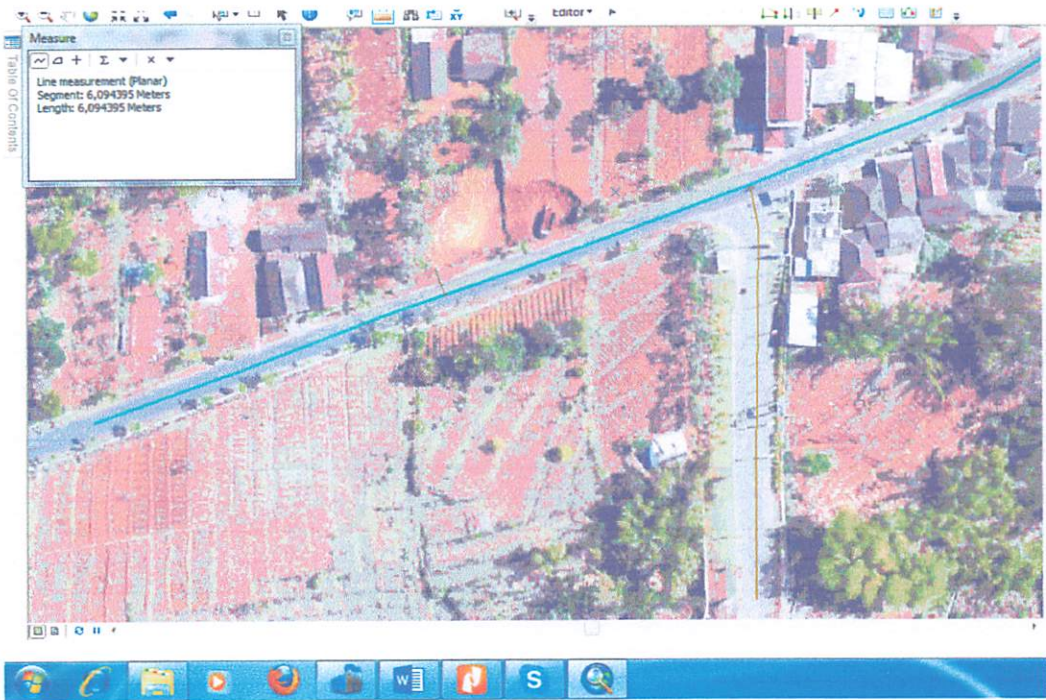 Editor
Measure
Table Of Contents
Line measurement (Planar)
Segment: 6,094395 Meters
Length: 6,094395 Meters